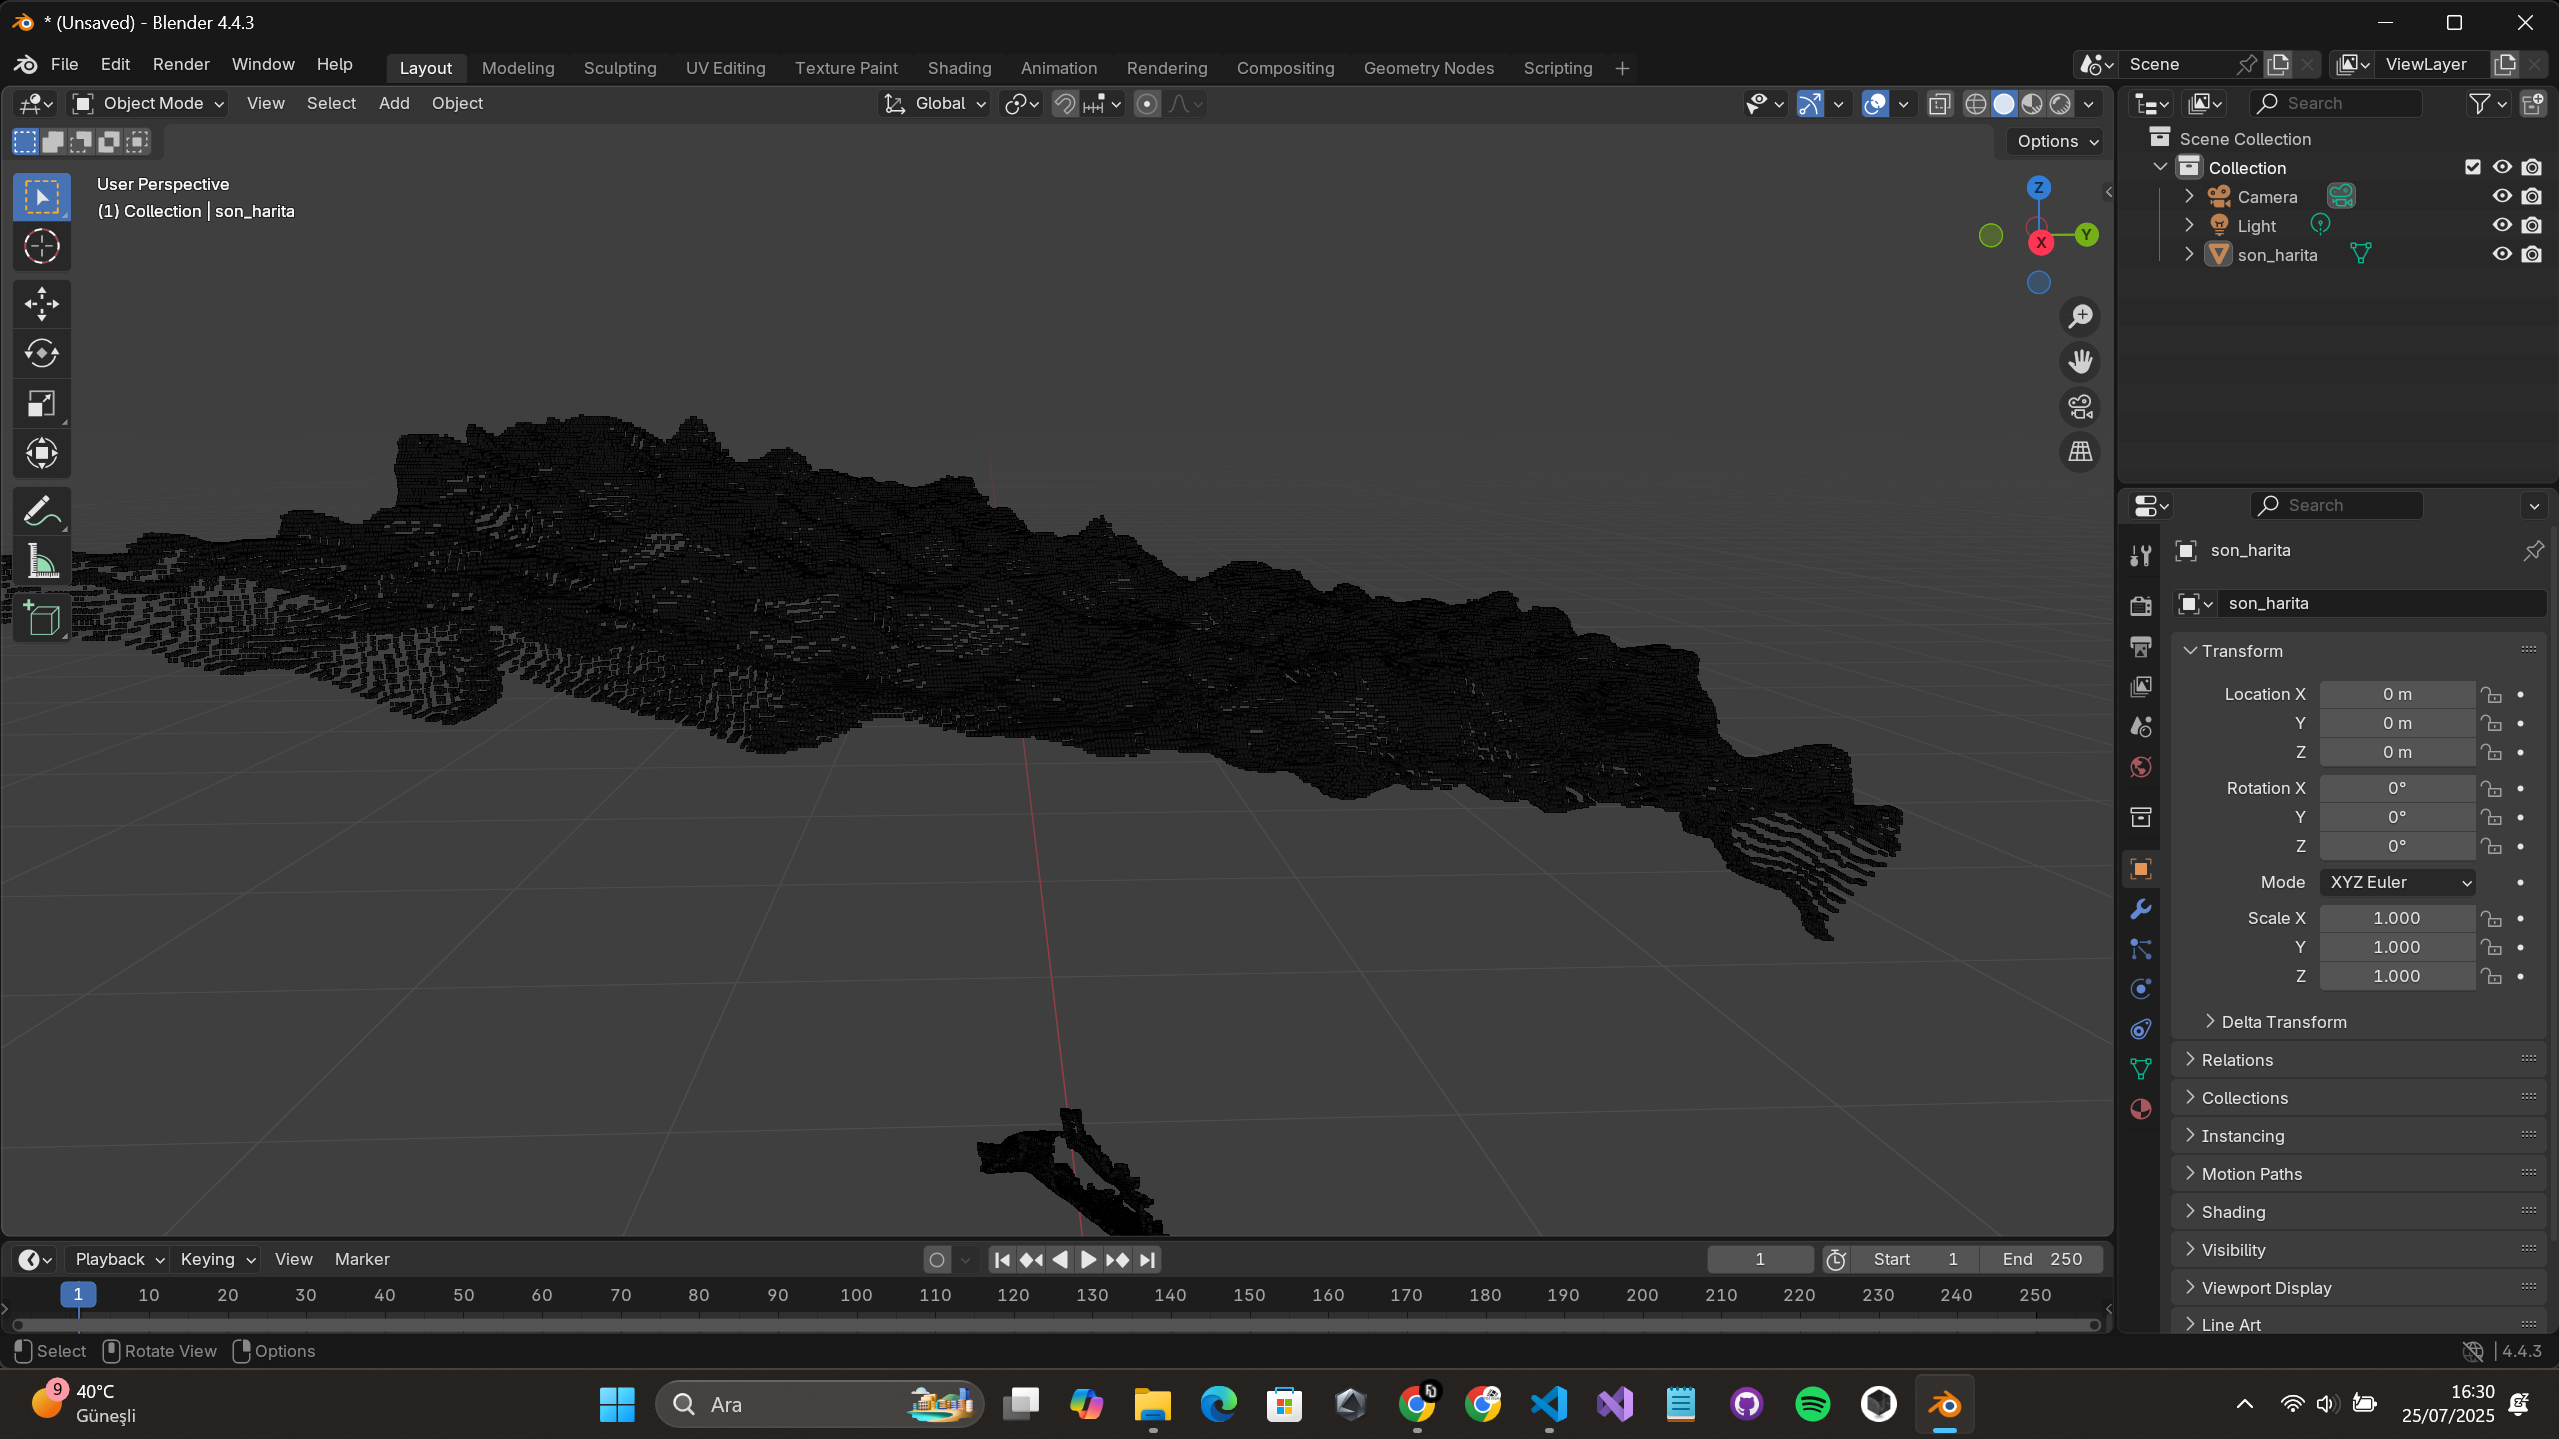 * (Unsaved) - Blender 4.4.3
File Edit Render Window Help Layout Modeling Sculpting UV Editing Texture Paint Shading Animation Rendering Compositing Geometry Nodes Scripting + Scene ViewLayer
Object Mode View Select Add Object Global
Options
User Perspective
(1) Collection | son_harita
Z
Y
X
Search
Scene Collection
Collection
Camera
Light
son_harita
Search
son_harita
son_harita
Transform
Location X 0 m
Y 0 m
Z 0 m
Rotation X 0°
Y 0°
Z 0°
Mode XYZ Euler
Scale X 1.000
Y 1.000
Z 1.000
Delta Transform
Relations
Collections
Instancing
Motion Paths
Shading
Visibility
Viewport Display
Line Art
Playback Keying View Marker 1 Start 1 End 250
1 10 20 30 40 50 60 70 80 90 100 110 120 130 140 150 160 170 180 190 200 210 220 230 240 250
Select Rotate View Options 4.4.3
9 40°C
Güneşli
Ara
16:30
25/07/2025